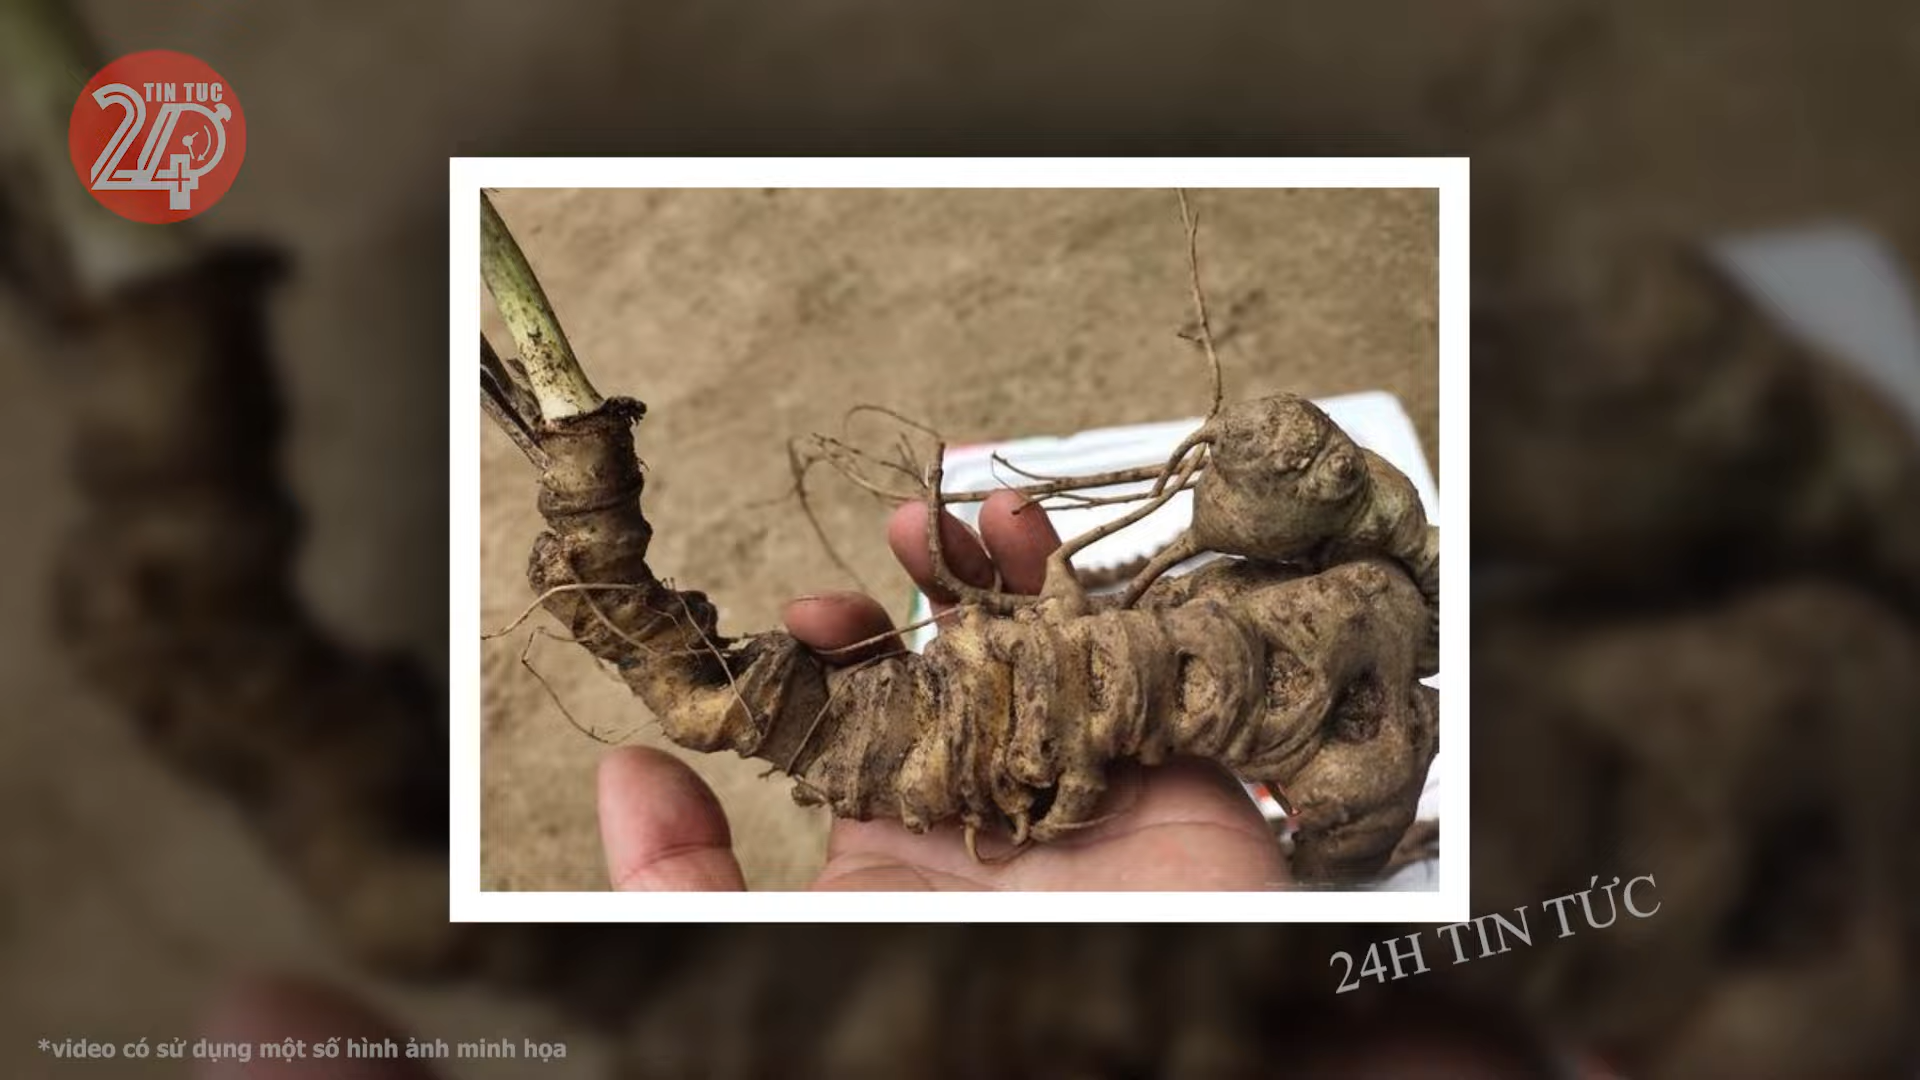 TIN TUC
24
24H TIN TỨC
*video có sử dụng một số hình ảnh minh họa